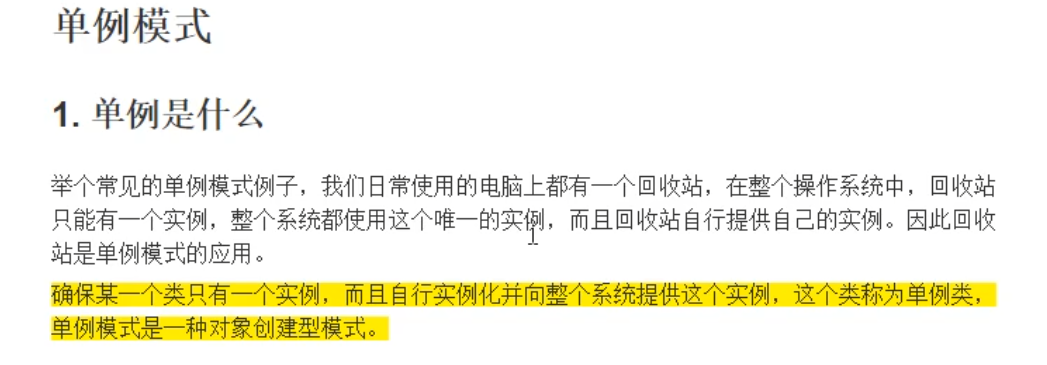 单例模式
1. 单例是什么
举个常见的单例模式例子，我们日常使用的电脑上都有一个回收站，在整个操作系统中，回收站
只能有一个实例，整个系统都使用这个唯一的实例，而且回收站自行提供自己的实例。因此回收
站是单例模式的应用。
确保某一个类只有一个实例，而且自行实例化并向整个系统提供这个实例，这个类称为单例类，
单例模式是一种对象创建型模式。